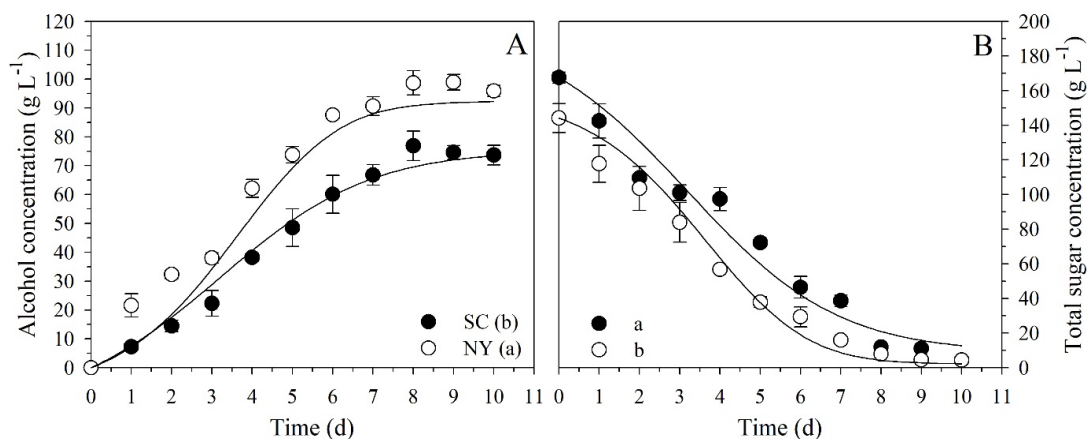 A
B
Alcohol concentration (g L⁻¹)
120
110
100
90
80
70
60
50
40
30
20
10
0
SC (b)
NY (a)
0 1 2 3 4 5 6 7 8 9 10 11
Time (d)
a
b
0 1 2 3 4 5 6 7 8 9 10 11
Time (d)
200
180
160
140
120
100
80
60
40
20
0
Total sugar concentration (g L⁻¹)